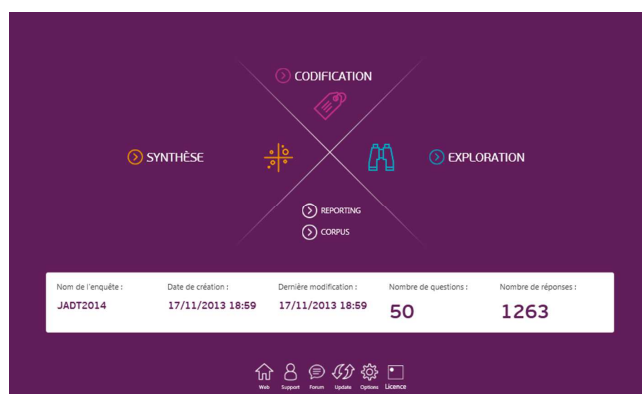 CODIFICATION
SYNTHÈSE
EXPLORATION
REPORTING
CORPUS
Nom de l'enquête : Date de création : Dernière modification : Nombre de questions : Nombre de réponses :
JADT2014 17/11/2013 18:59 17/11/2013 18:59 50 1263
Web Support Forum Update Options Licence